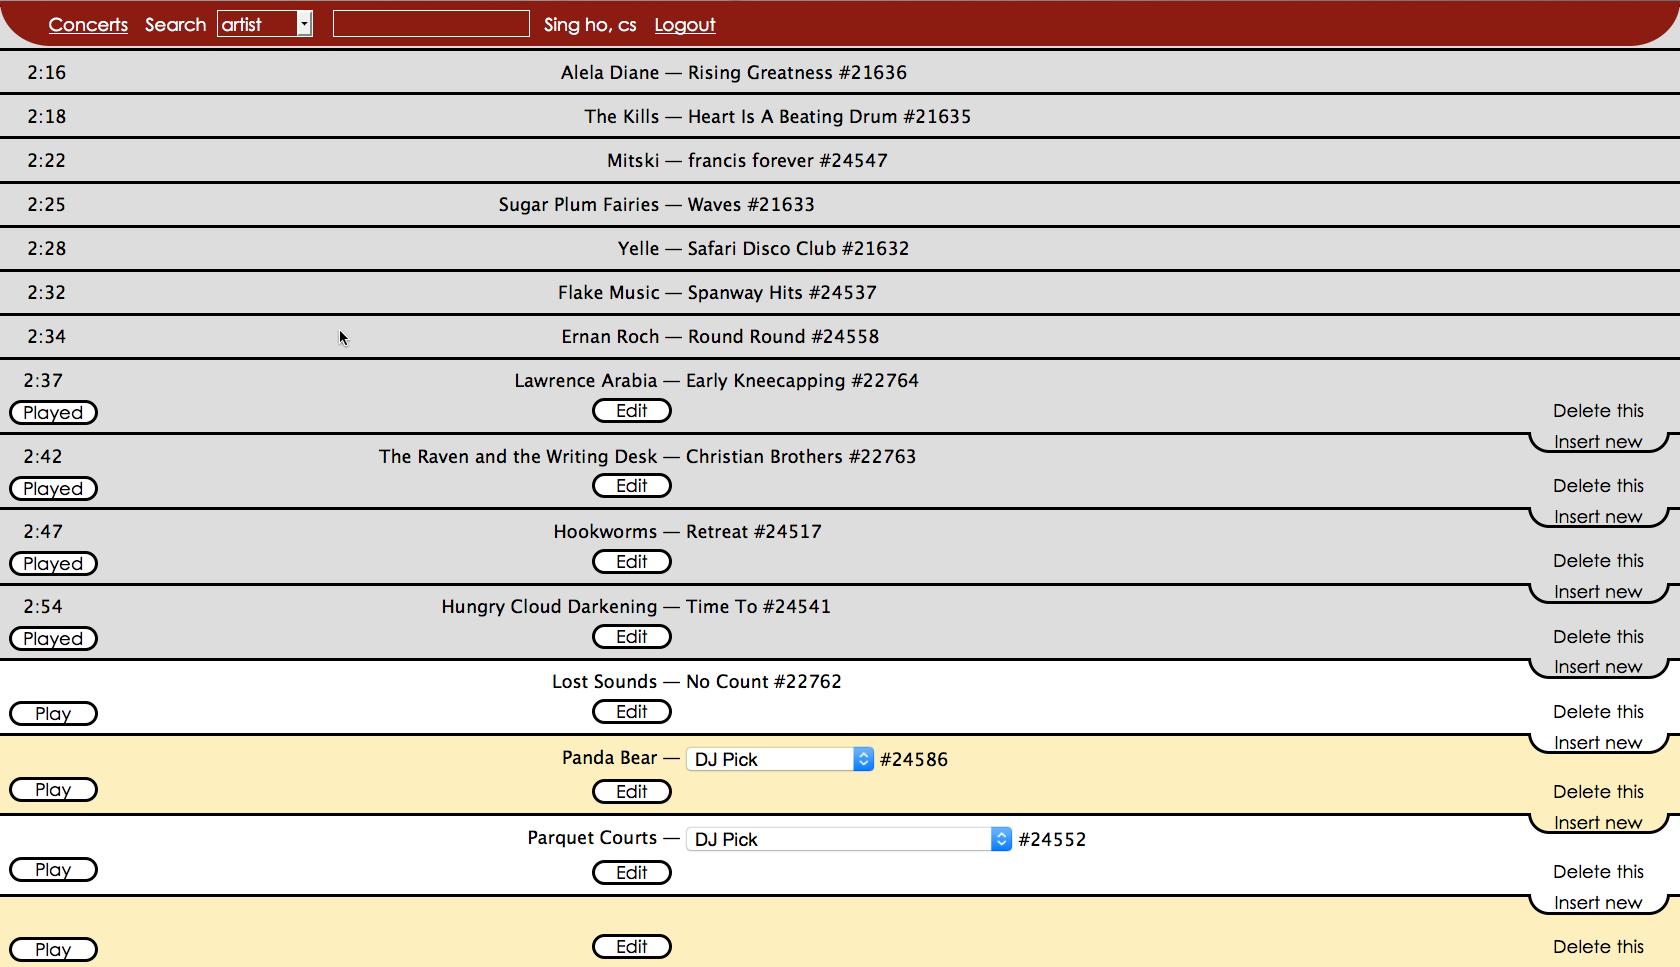 Concerts Search artist Sing ho, cs Logout
2:16 Alela Diane — Rising Greatness #21636
2:18 The Kills — Heart Is A Beating Drum #21635
2:22 Mitski — francis forever #24547
2:25 Sugar Plum Fairies — Waves #21633
2:28 Yelle — Safari Disco Club #21632
2:32 Flake Music — Spanway Hits #24537
2:34 Ernan Roch — Round Round #24558
2:37 Lawrence Arabia — Early Kneecapping #22764
Played Edit Delete this
Insert new
2:42 The Raven and the Writing Desk — Christian Brothers #22763
Played Edit Delete this
Insert new
2:47 Hookworms — Retreat #24517
Played Edit Delete this
Insert new
2:54 Hungry Cloud Darkening — Time To #24541
Played Edit Delete this
Insert new
Lost Sounds — No Count #22762
Play Edit Delete this
Insert new
Panda Bear — DJ Pick #24586
Play Edit Delete this
Insert new
Parquet Courts — DJ Pick #24552
Play Edit Delete this
Insert new
Play Edit Delete this